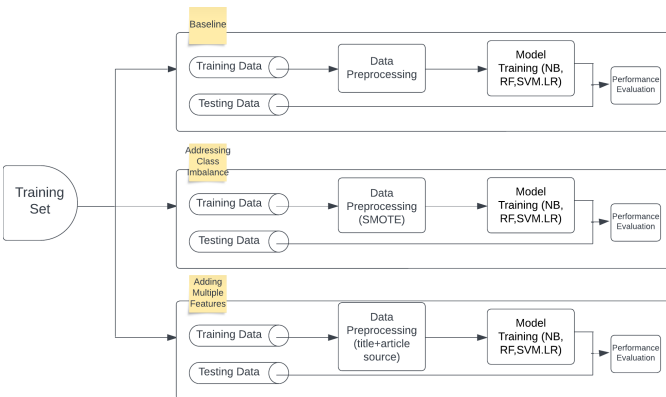 Baseline
Training Data
Data
Preprocessing
Model
Training (NB,
RF,SVM.LR)
Performance
Evaluation
Testing Data
Training
Set
Addressing
Class
Imbalance
Training Data
Data
Preprocessing
(SMOTE)
Model
Training (NB,
RF,SVM.LR)
Performance
Evaluation
Testing Data
Adding
Multiple
Features
Training Data
Data
Preprocessing
(title+article
source)
Model
Training (NB,
RF,SVM.LR)
Performance
Evaluation
Testing Data